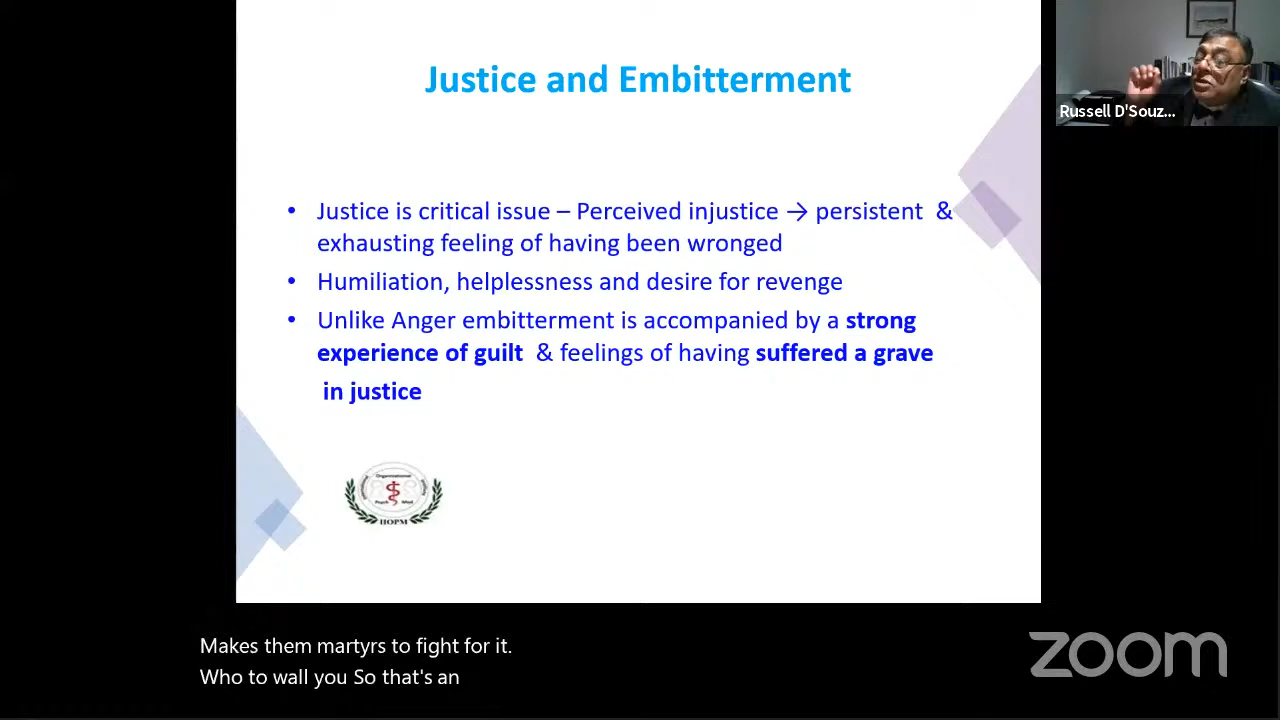 Justice and Embitterment
Russell D'Souz...
• Justice is critical issue – Perceived injustice → persistent &
exhausting feeling of having been wronged
• Humiliation, helplessness and desire for revenge
• Unlike Anger embitterment is accompanied by a strong
experience of guilt & feelings of having suffered a grave
in justice
Organizational
IIOPM
Makes them martyrs to fight for it.
Who to wall you So that's an
zoom